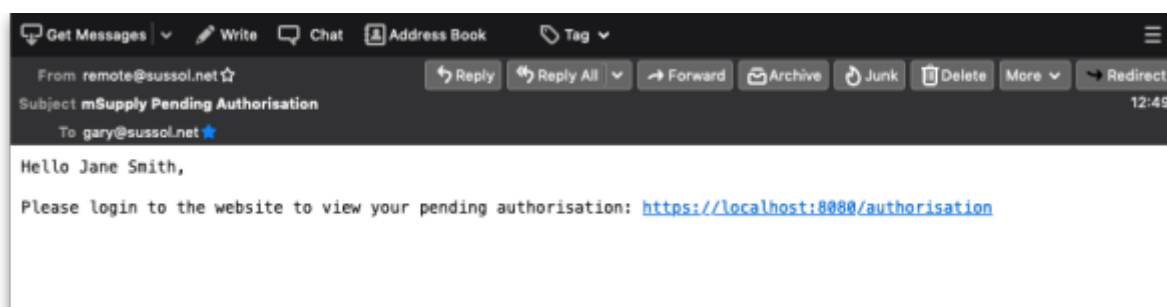 Get Messages Write Chat Address Book Tag
From remote@sussol.net Reply Reply All Forward Archive Junk Delete More Redirect
Subject mSupply Pending Authorisation 12:49
To gary@sussol.net
Hello Jane Smith,
Please login to the website to view your pending authorisation: https://localhost:8080/authorisation